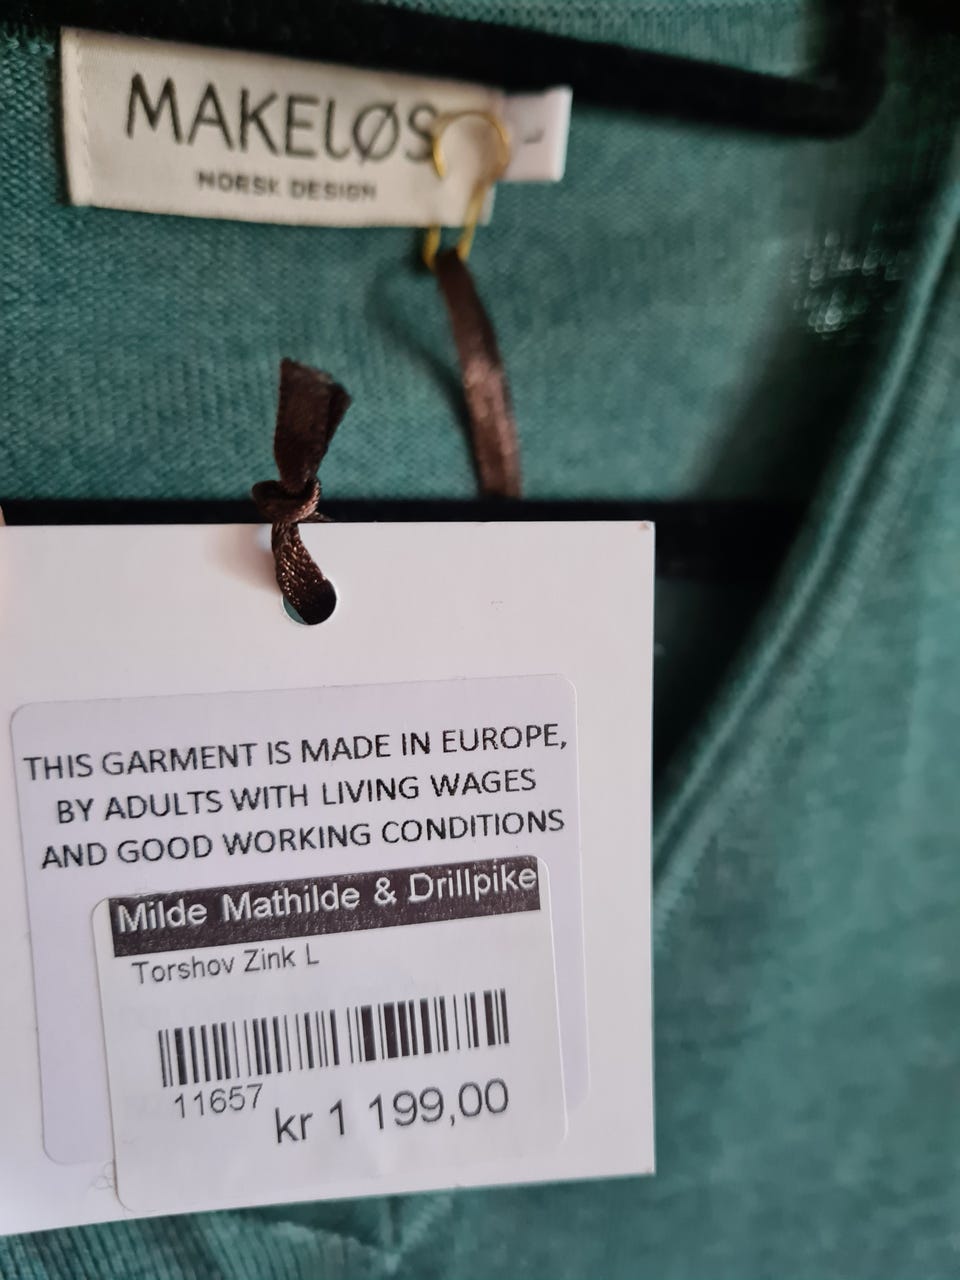 MAKELØS
NORSK DESIGN
L
THIS GARMENT IS MADE IN EUROPE,
BY ADULTS WITH LIVING WAGES
AND GOOD WORKING CONDITIONS
Milde Mathilde & Drillpike
Torshov Zink L
11657
kr 1 199,00